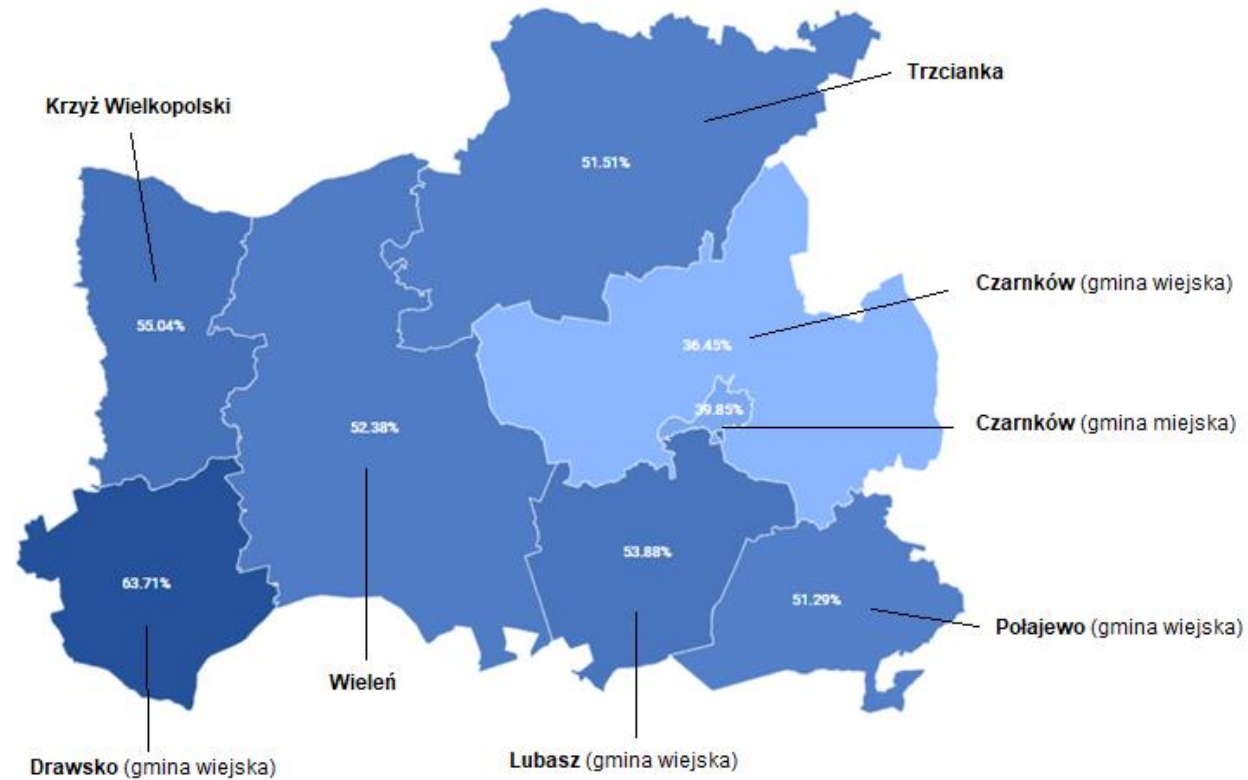 Trzcianka
Krzyż Wielkopolski
51.51%
Czarnków (gmina wiejska)
55.04%
36.45%
39.85%
Czarnków (gmina miejska)
52.38%
53.88%
63.71%
51.29%
Połajewo (gmina wiejska)
Wieleń
Lubasz (gmina wiejska)
Drawsko (gmina wiejska)